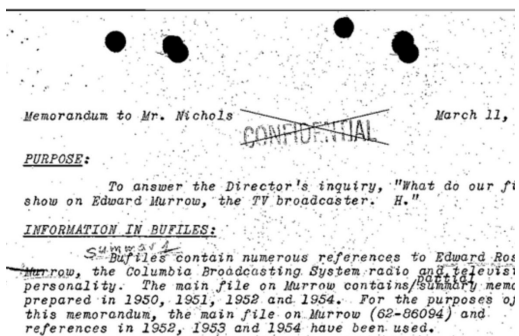 Memorandum to Mr. Nichols March 11,
CONFIDENTIAL
PURPOSE:
To answer the Director's inquiry, "What do our fi
show on Edward Murrow, the TV broadcaster. H."
INFORMATION IN BUFILES:
Summary
Bufiles contain numerous references to Edward Ros
Murrow, the Columbia Broadcasting System radio and televis
partial
personality. The main file on Murrow contains/summary memo
prepared in 1950, 1951, 1952 and 1954. For the purposes of
this memorandum, the main file on Murrow (62-86094) and
references in 1952, 1953 and 1954 have been used.